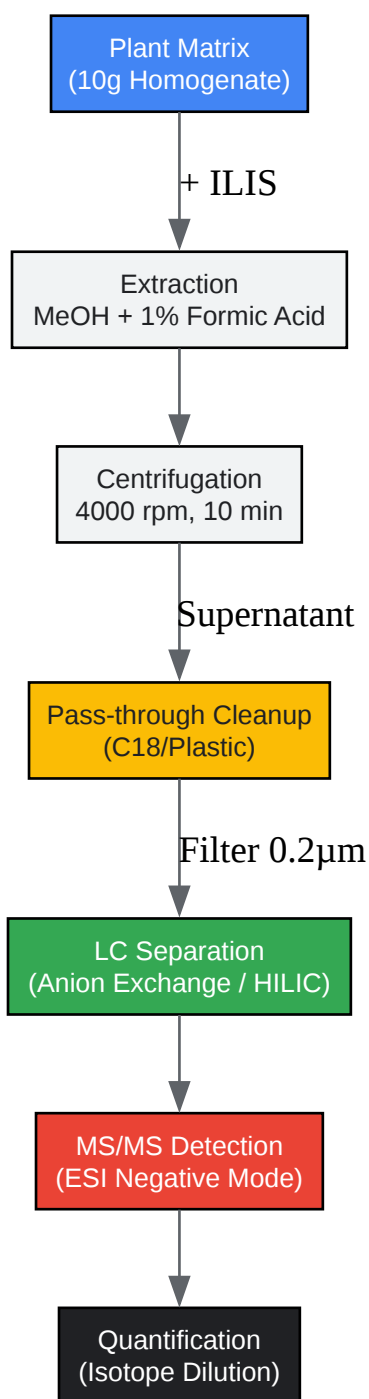 Plant Matrix
(10g Homogenate)
+ ILIS
Extraction
MeOH + 1% Formic Acid
Centrifugation
4000 rpm, 10 min
Supernatant
Pass-through Cleanup
(C18/Plastic)
Filter 0.2µm
LC Separation
(Anion Exchange / HILIC)
MS/MS Detection
(ESI Negative Mode)
Quantification
(Isotope Dilution)